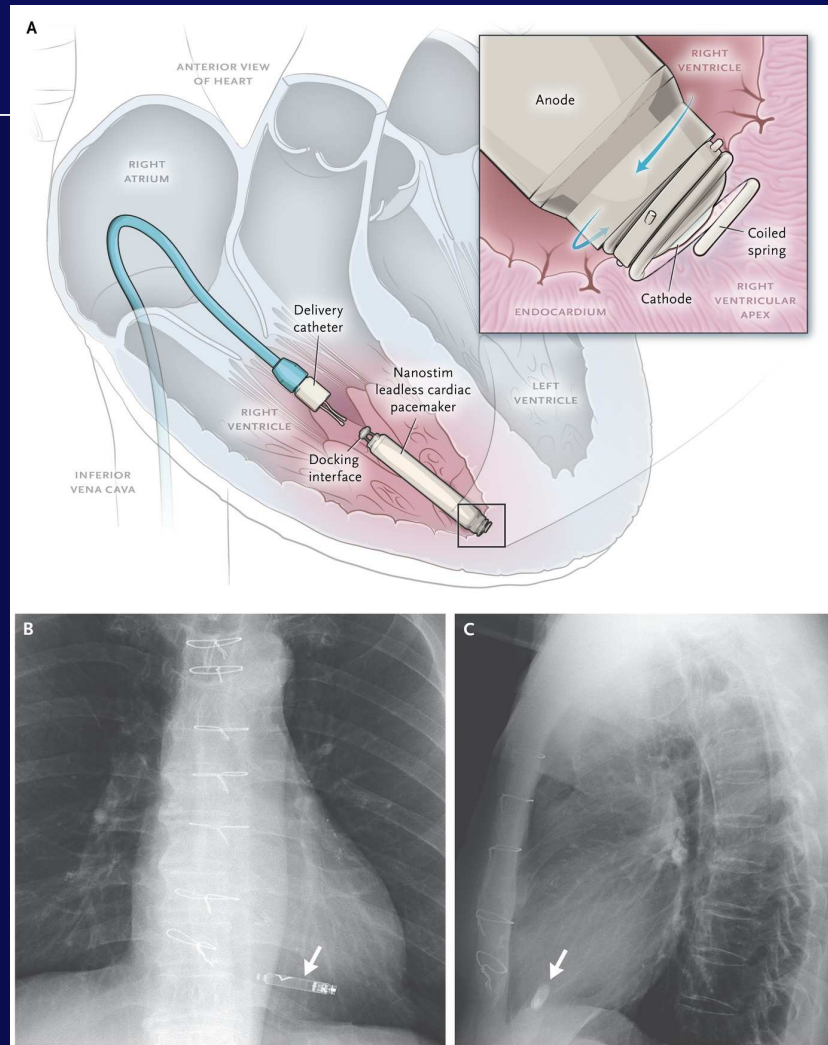 A
ANTERIOR VIEW
OF HEART
RIGHT
VENTRICLE
Anode
RIGHT
ATRIUM
Coiled
spring
Cathode
RIGHT
VENTRICULAR
APEX
ENDOCARDIUM
Delivery
catheter
Nanostim
leadless cardiac
pacemaker
LEFT
VENTRICLE
RIGHT
VENTRICLE
Docking
interface
INFERIOR
VENA CAVA
B
C